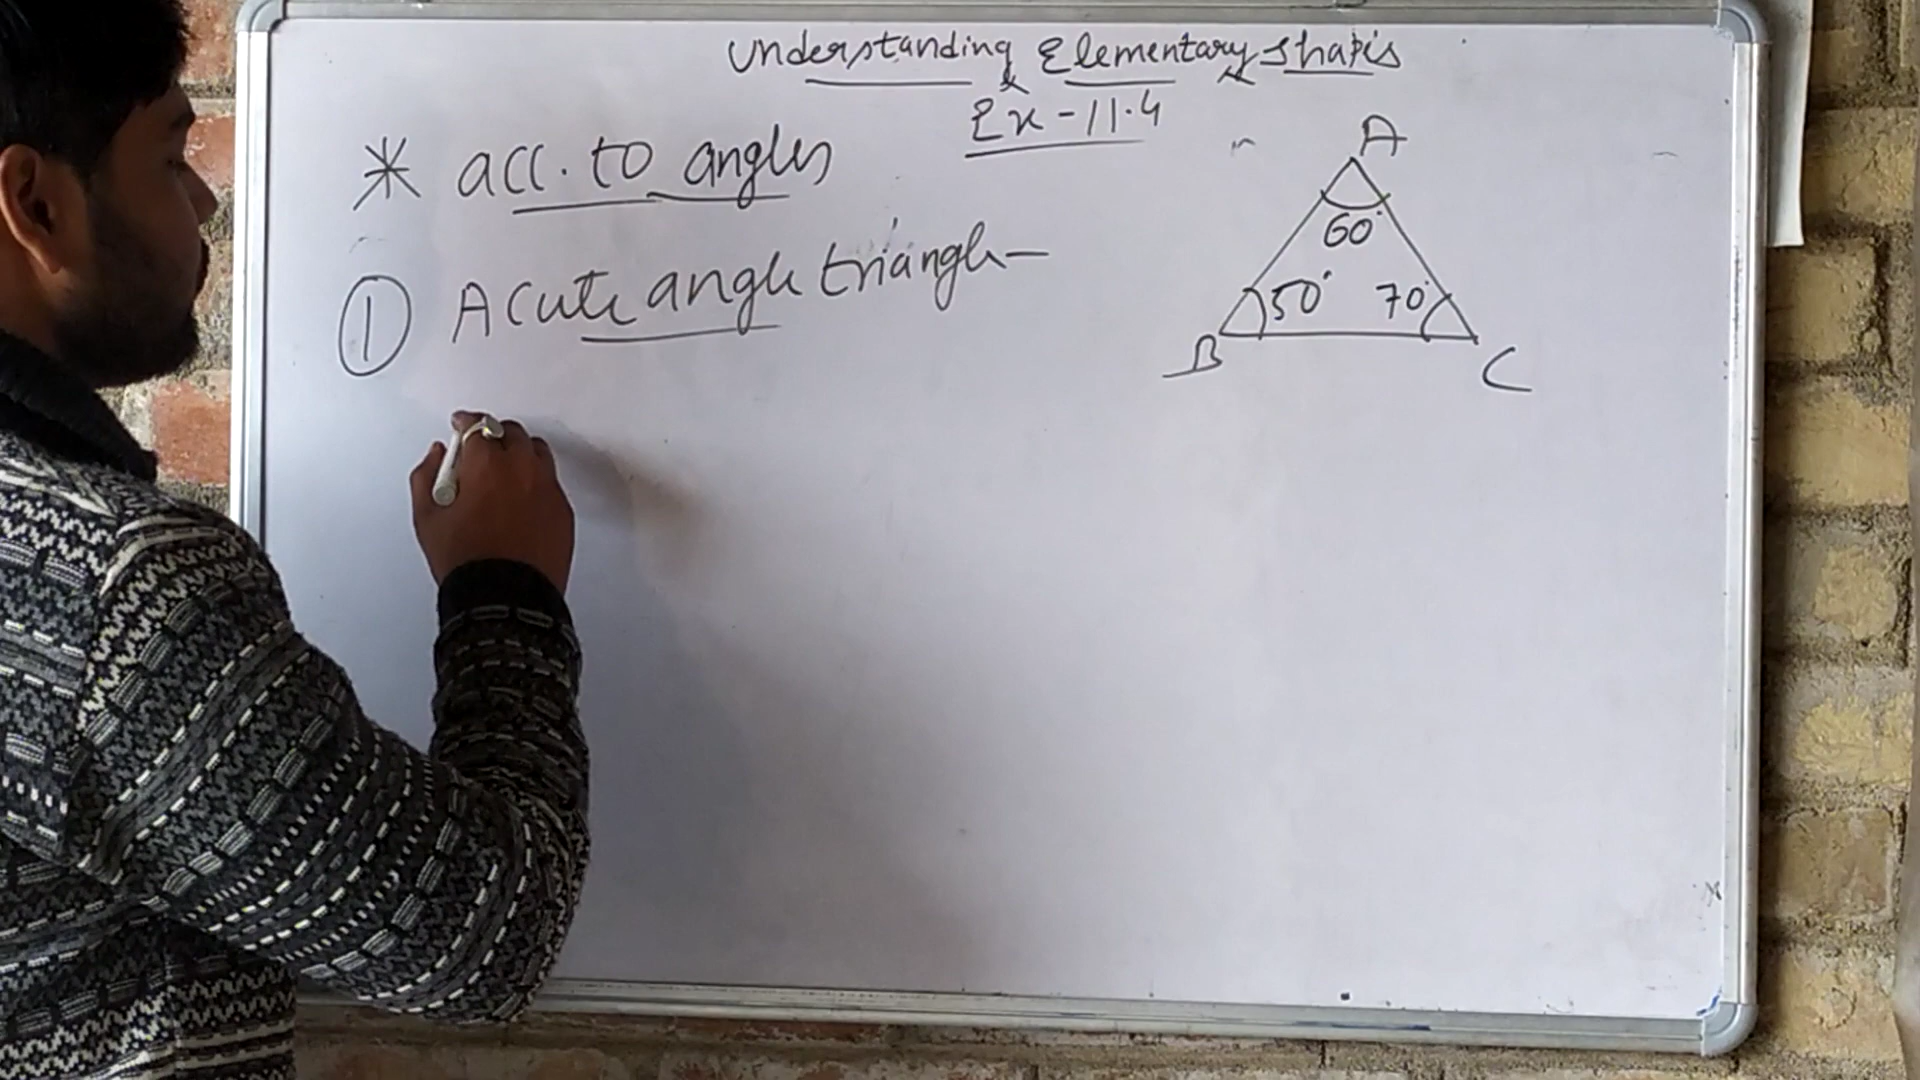 Understanding Elementary Shapes
Ex-11.4
* acc. to angles
① Acute angle triangle-
A
60°
50° 70°
B C